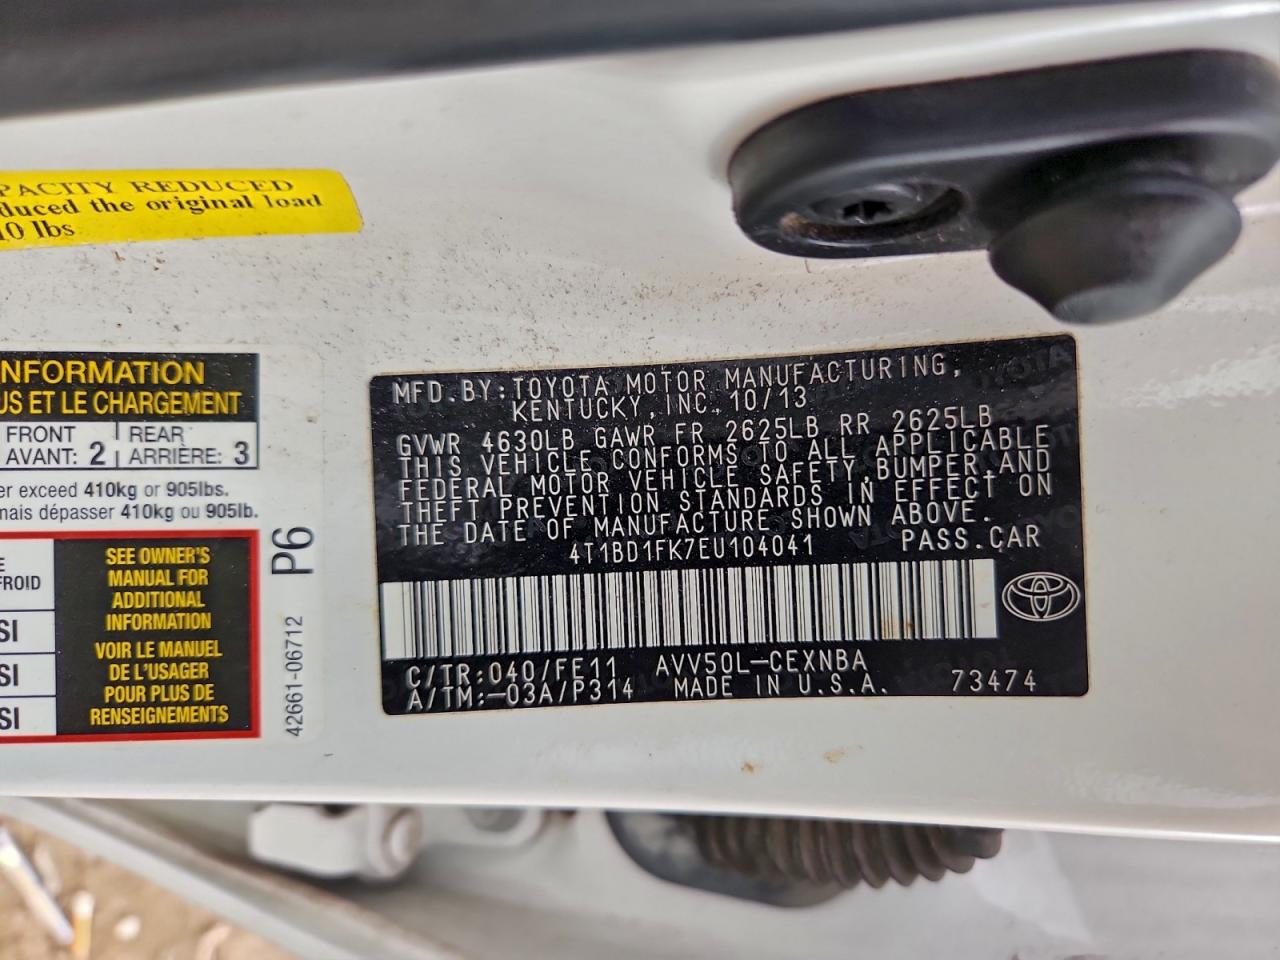 PACITY REDUCED
duced the original load
10 lbs
NFORMATION
US ET LE CHARGEMENT
FRONT
AVANT: 2
REAR
ARRIÈRE: 3
er exceed 410kg or 905lbs.
mais dépasser 410kg ou 905lb.
E
FROID
SI
SI
SI
SEE OWNER'S
MANUAL FOR
ADDITIONAL
INFORMATION
VOIR LE MANUEL
DE L'USAGER
POUR PLUS DE
RENSEIGNEMENTS
42661-06712 P6
MFD.BY:TOYOTA MOTOR MANUFACTURING,
KENTUCKY,INC.10/13
GVWR 4630LB GAWR FR 2625LB RR 2625LB
THIS VEHICLE CONFORMS TO ALL APPLICABLE
FEDERAL MOTOR VEHICLE SAFETY,BUMPER,AND
THEFT PREVENTION STANDARDS IN EFFECT ON
THE DATE OF MANUFACTURE SHOWN ABOVE.
4T1BD1FK7EU104041 PASS.CAR
C/TR:040/FE11 AVV50L-CEXNBA
A/TM:-03A/P314 MADE IN U.S.A. 73474